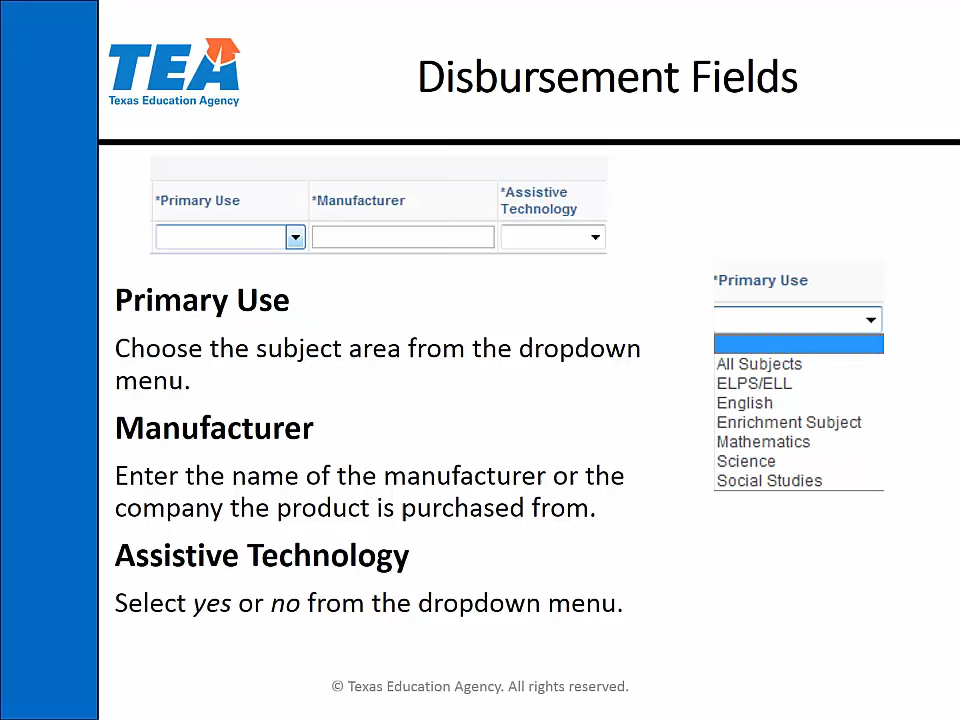 TEA
Texas Education Agency
Disbursement Fields
*Primary Use
*Manufacturer
*Assistive
Technology
*Primary Use
All Subjects
ELPS/ELL
English
Enrichment Subject
Mathematics
Science
Social Studies
Primary Use
Choose the subject area from the dropdown
menu.
Manufacturer
Enter the name of the manufacturer or the
company the product is purchased from.
Assistive Technology
Select yes or no from the dropdown menu.
© Texas Education Agency. All rights reserved.